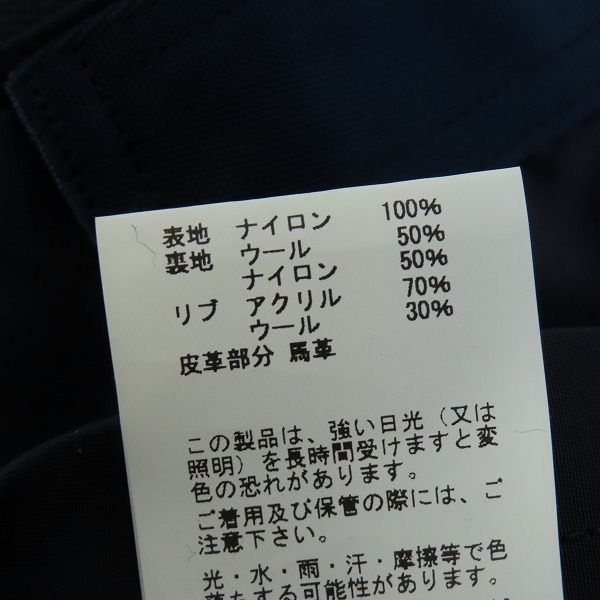 表地 ナイロン 100%
裏地 ウール 50%
ナイロン 50%
リブ アクリル 70%
ウール 30%
皮革部分 馬革
この製品は、強い日光（又は
照明）を長時間受けますと変
色の恐れがあります。
ご着用及び保管の際には、ご
注意下さい。
光・水・雨・汗・摩擦等で色
落ちする可能性があります。